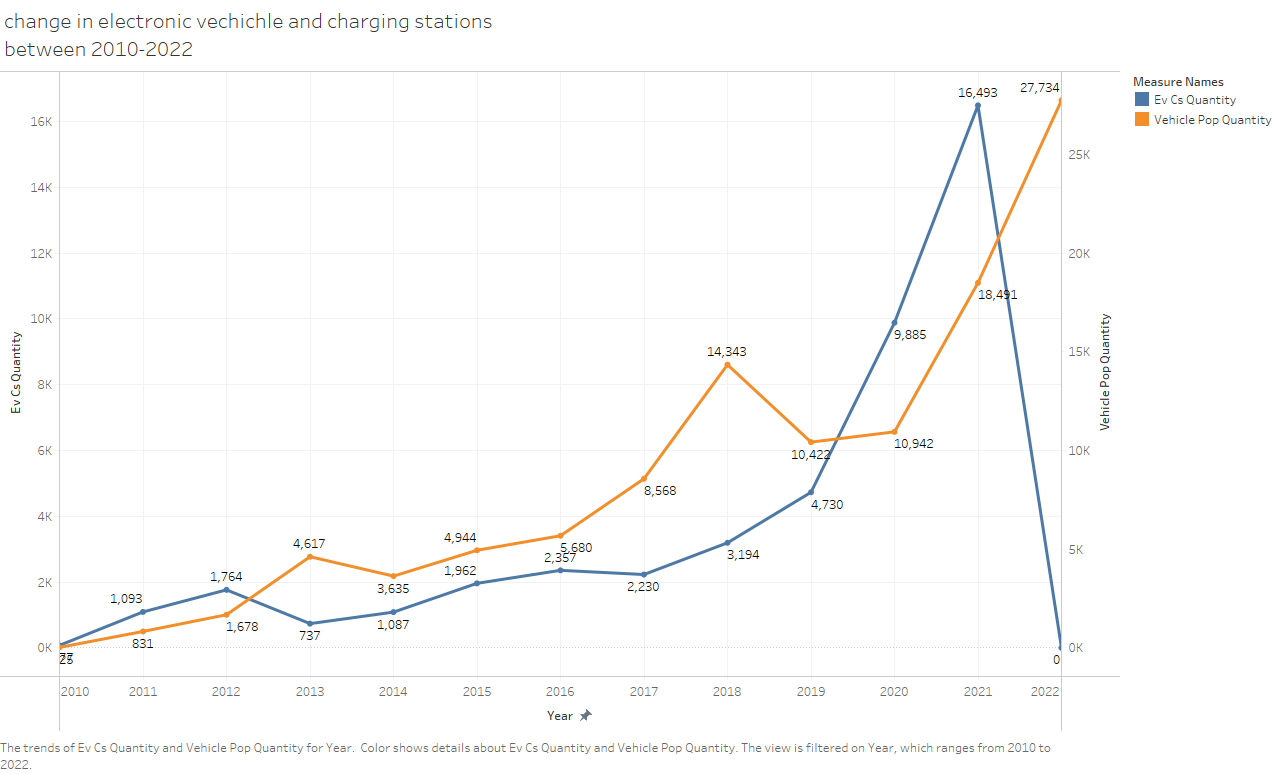 change in electronic vechichle and charging stations
between 2010-2022
Measure Names
Ev Cs Quantity
Vehicle Pop Quantity
16K
14K
12K
10K
8K
6K
4K
2K
0K
Ev Cs Quantity
25K
20K
15K
10K
5K
0K
Vehicle Pop Quantity
16,493
27,734
18,491
9,885
14,343
10,422
10,942
8,568
4,730
4,617
4,944
5,680
2,357
1,764
1,093
3,635
1,962
3,194
2,230
1,678
831
737
1,087
77
25
0
2010 2011 2012 2013 2014 2015 2016 2017 2018 2019 2020 2021 2022
Year
The trends of Ev Cs Quantity and Vehicle Pop Quantity for Year. Color shows details about Ev Cs Quantity and Vehicle Pop Quantity. The view is filtered on Year, which ranges from 2010 to
2022.